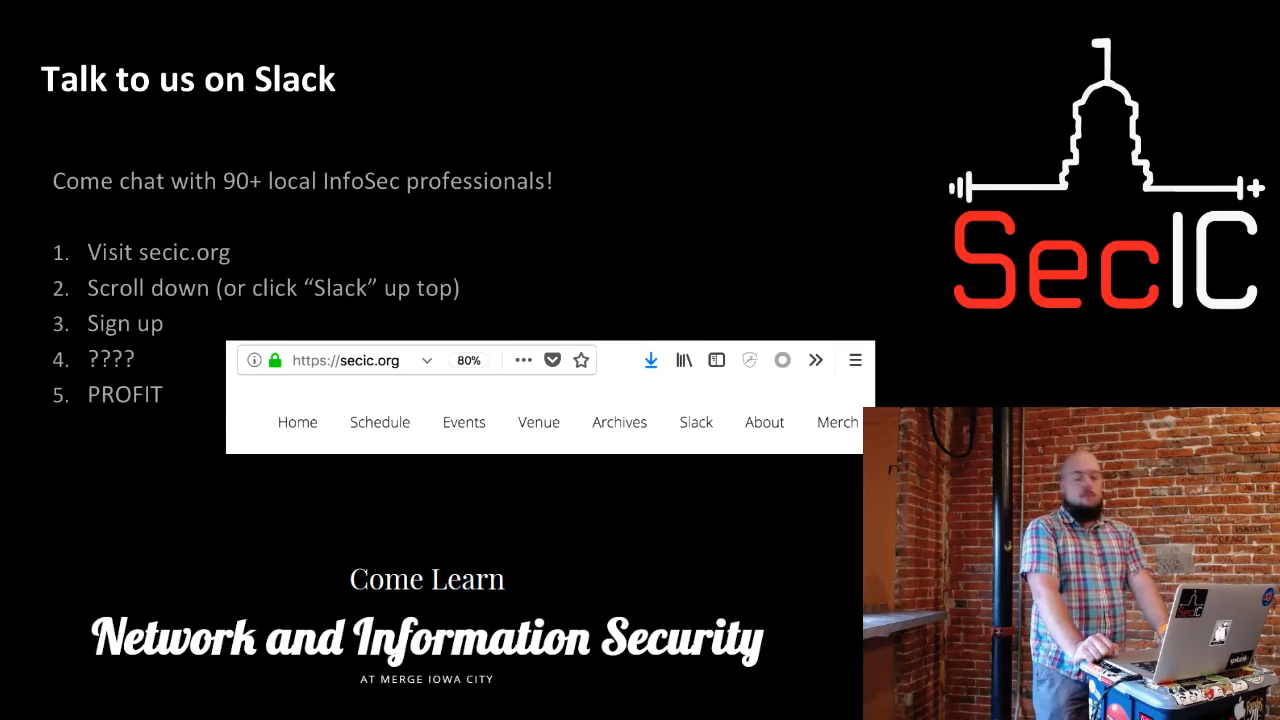 Talk to us on Slack
Come chat with 90+ local InfoSec professionals!
1. Visit secic.org
2. Scroll down (or click “Slack” up top)
3. Sign up
4. ????
5. PROFIT
SecIC
https://secic.org 80%
Home Schedule Events Venue Archives Slack About Merch
Come Learn
Network and Information Security
AT MERGE IOWA CITY
SecIC
splunk>